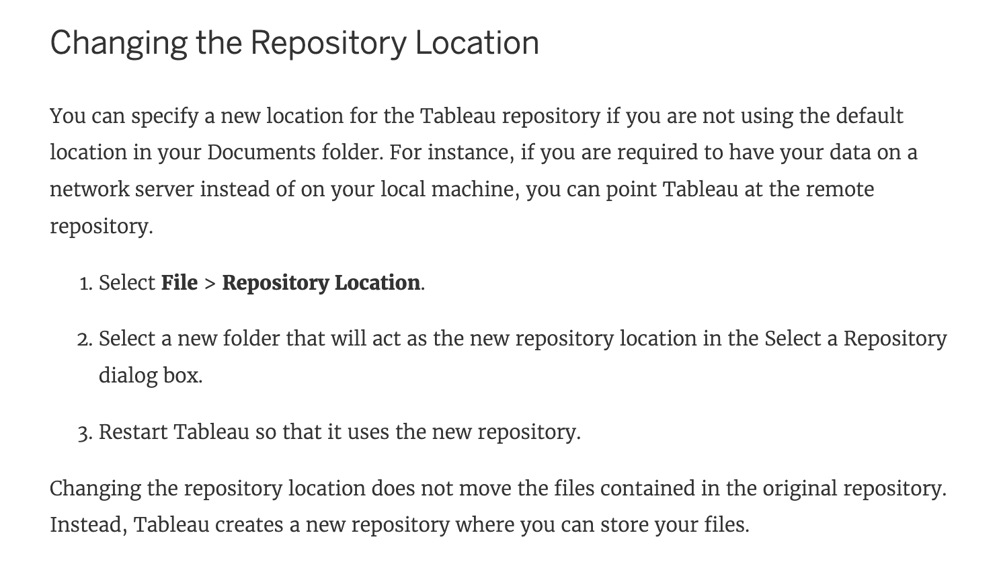 Changing the Repository Location
You can specify a new location for the Tableau repository if you are not using the default
location in your Documents folder. For instance, if you are required to have your data on a
network server instead of on your local machine, you can point Tableau at the remote
repository.
1. Select File > Repository Location.
2. Select a new folder that will act as the new repository location in the Select a Repository
dialog box.
3. Restart Tableau so that it uses the new repository.
Changing the repository location does not move the files contained in the original repository.
Instead, Tableau creates a new repository where you can store your files.